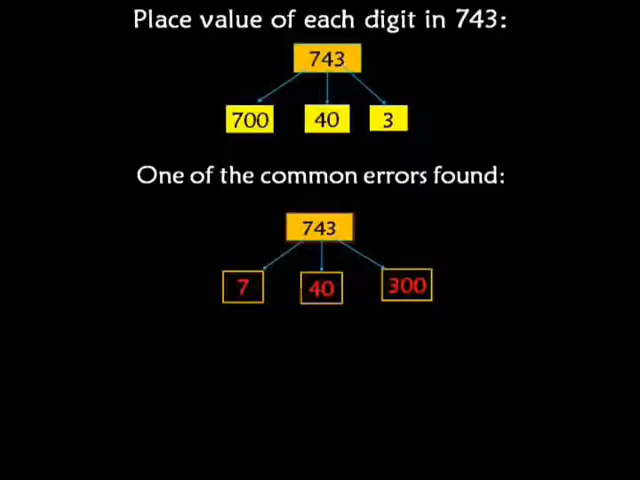 Place value of each digit in 743:
743
700 40 3
One of the common errors found:
743
7 40 300